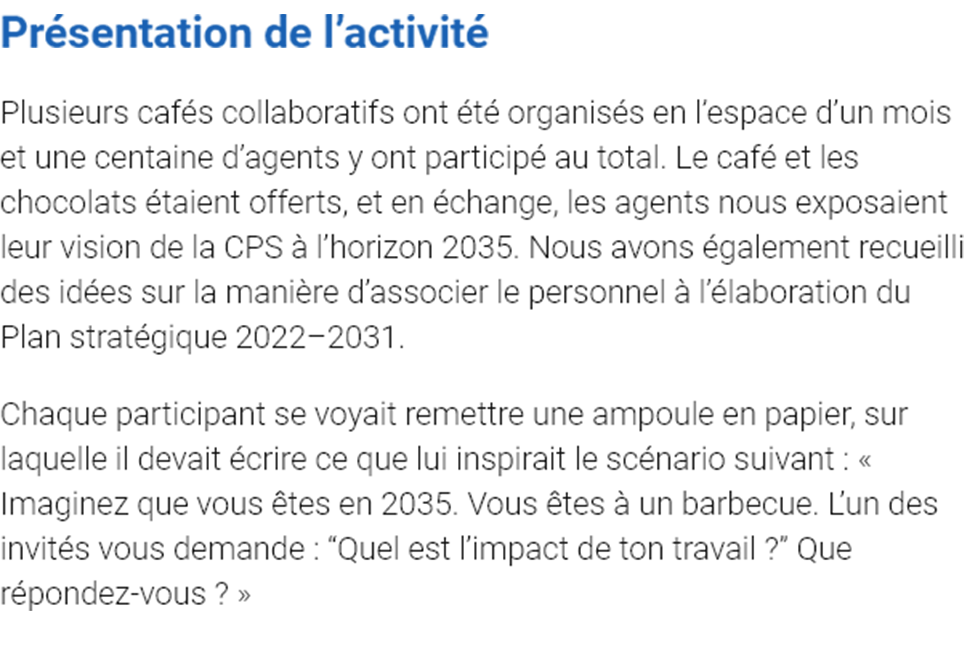 Présentation de l’activité
Plusieurs cafés collaboratifs ont été organisés en l’espace d’un mois
et une centaine d’agents y ont participé au total. Le café et les
chocolats étaient offerts, et en échange, les agents nous exposaient
leur vision de la CPS à l’horizon 2035. Nous avons également recueilli
des idées sur la manière d’associer le personnel à l’élaboration du
Plan stratégique 2022–2031.
Chaque participant se voyait remettre une ampoule en papier, sur
laquelle il devait écrire ce que lui inspirait le scénario suivant : «
Imaginez que vous êtes en 2035. Vous êtes à un barbecue. L’un des
invités vous demande : “Quel est l’impact de ton travail ?” Que
répondez-vous ? »